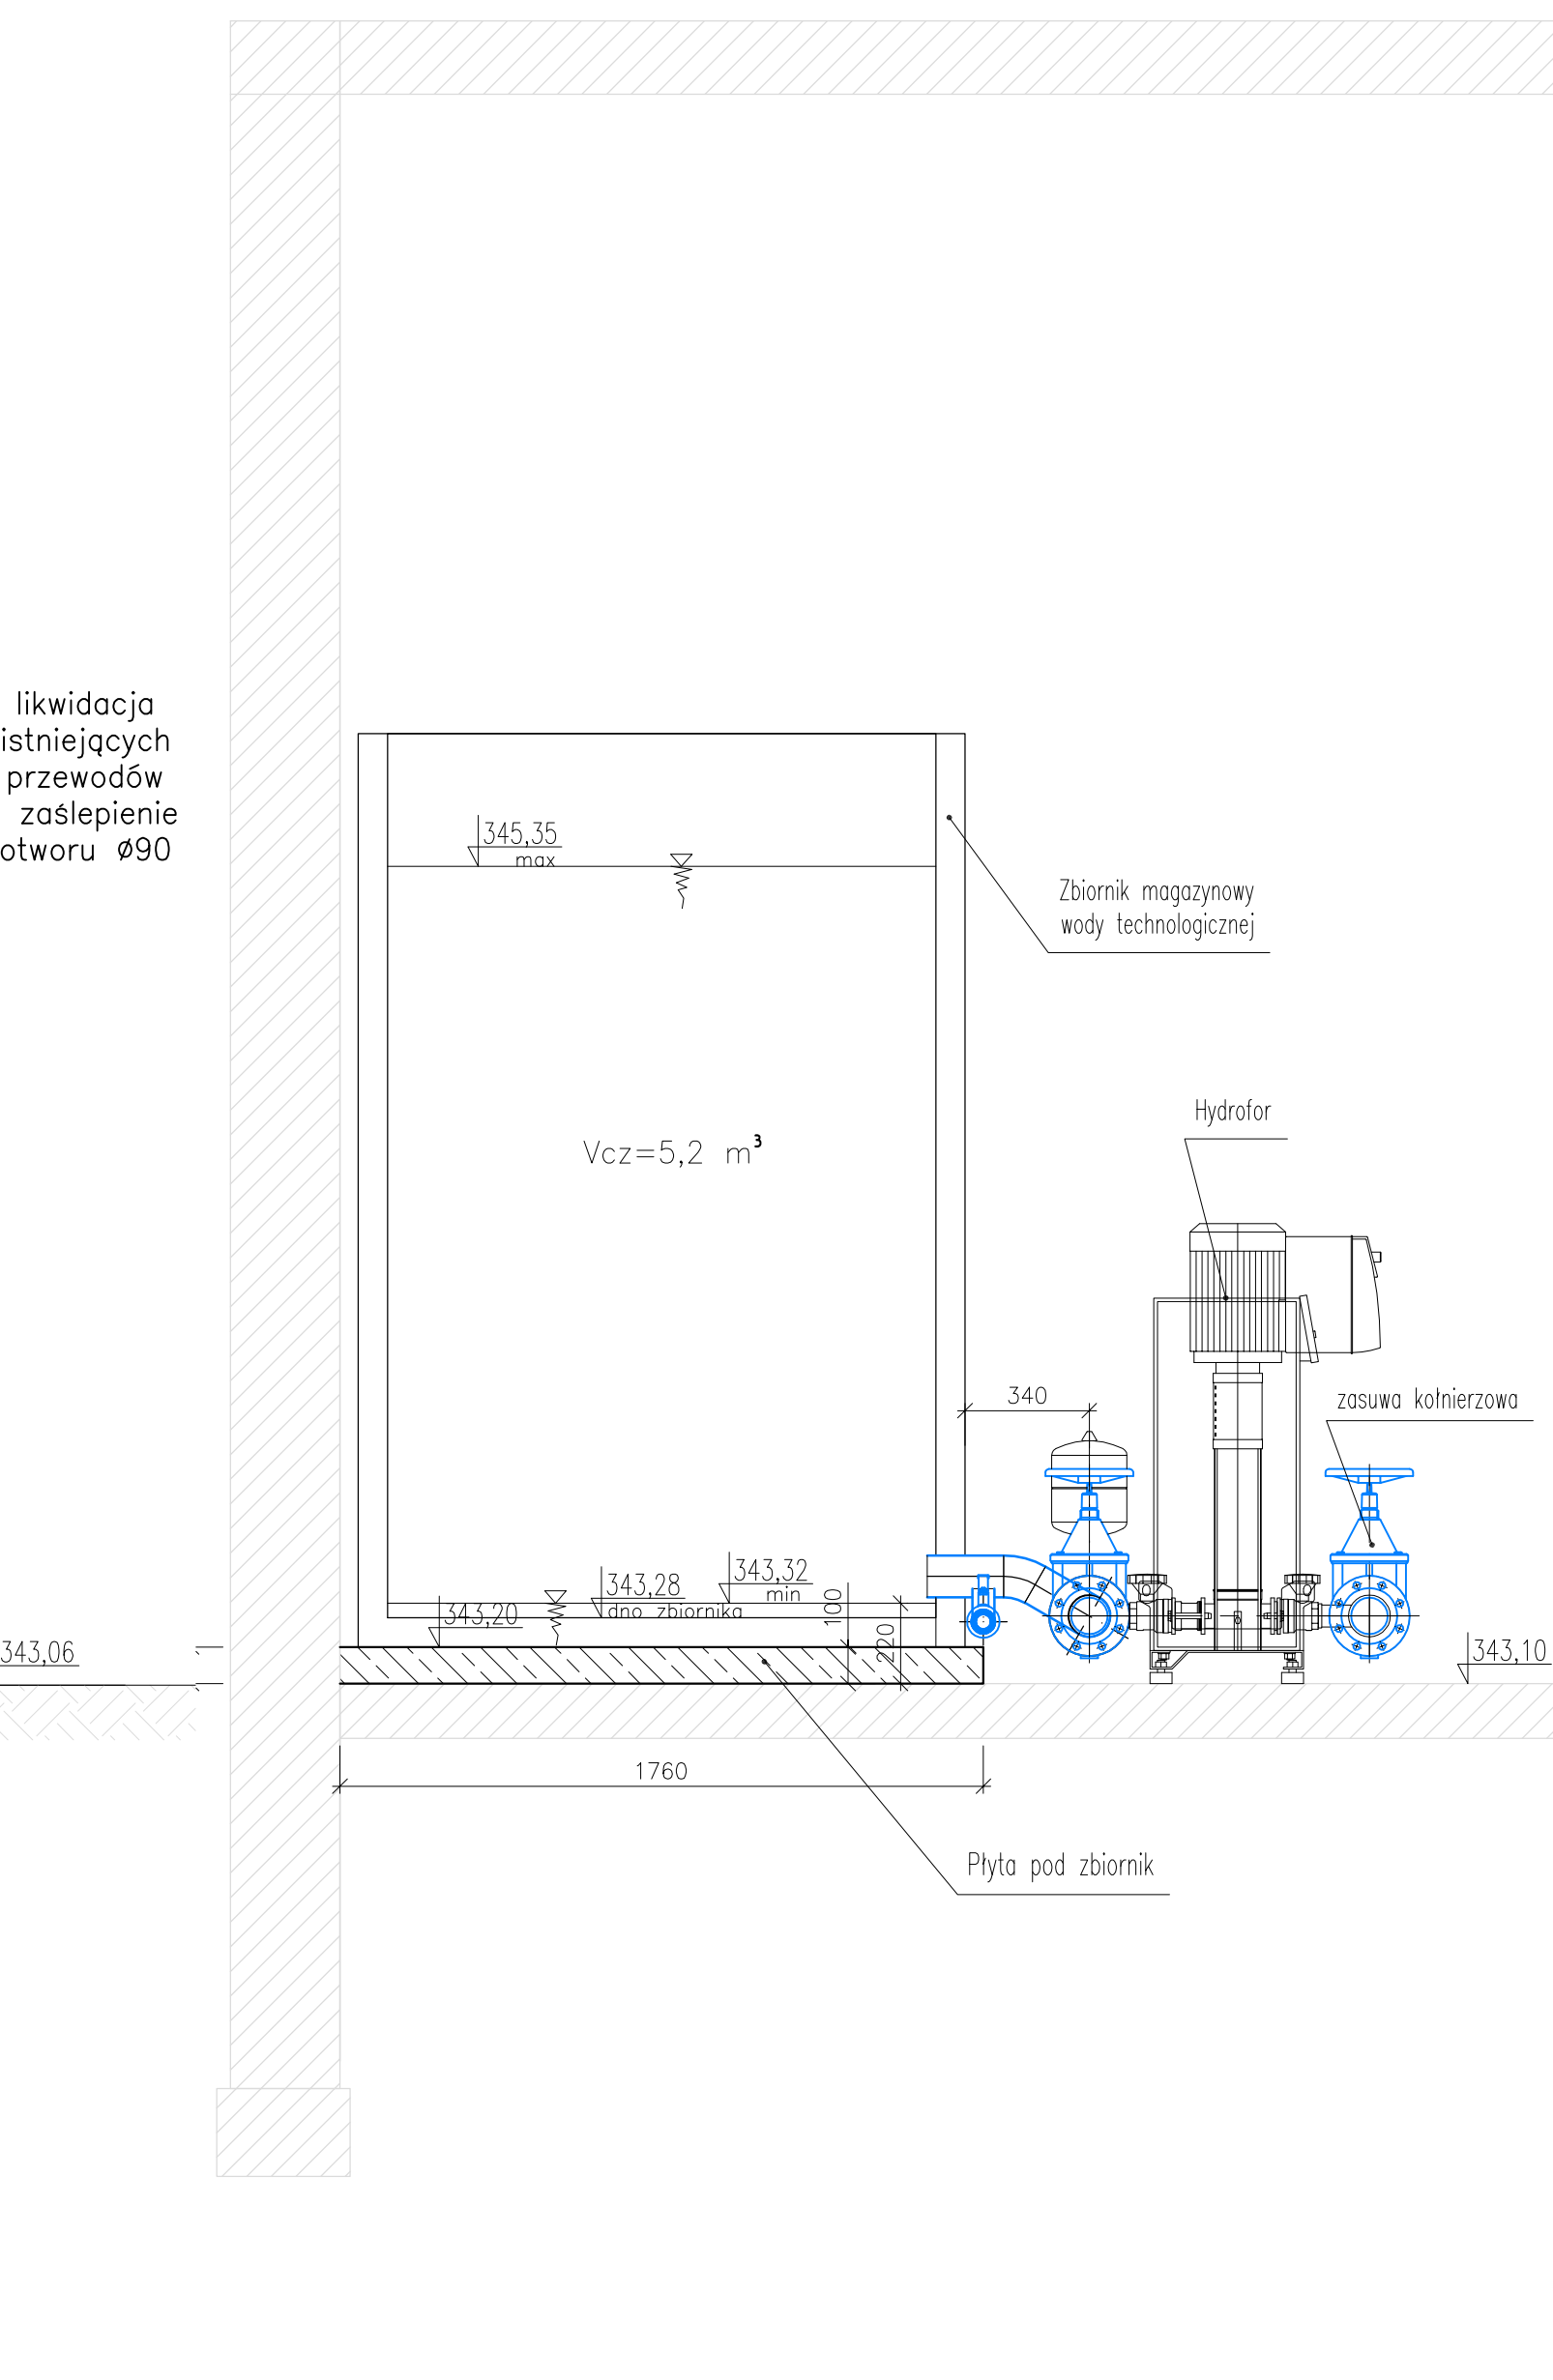 likwidacja
istniejących
przewodów
zaślepienie
otworu Ø90
345,35
max
Zbiornik magazynowy
wody technologicznej
Vcz=5,2 m³
Hydrofor
340
zasuwa kołnierzowa
343,32
min
343,28
dno zbiornika
343,20
100
220
343,06
343,10
1760
Płyta pod zbiornik